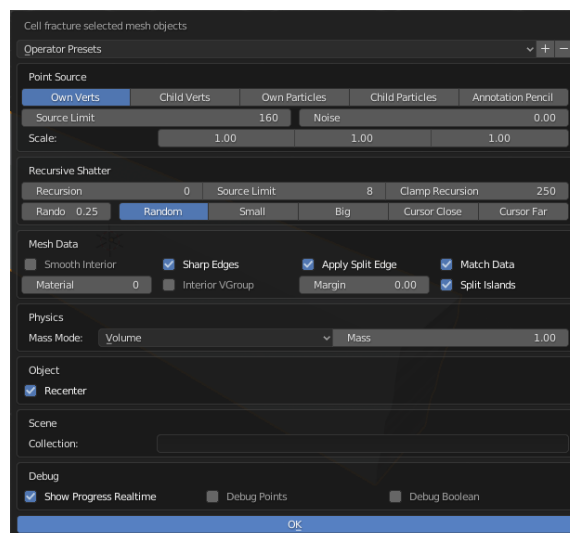 Cell fracture selected mesh objects
Operator Presets
Point Source
Own Verts Child Verts Own Particles Child Particles Annotation Pencil
Source Limit 160 Noise 0.00
Scale: 1.00 1.00 1.00
Recursive Shatter
Recursion 0 Source Limit 8 Clamp Recursion 250
Rando 0.25 Random Small Big Cursor Close Cursor Far
Mesh Data
Smooth Interior Sharp Edges Apply Split Edge Match Data
Material 0 Interior VGroup Margin 0.00 Split Islands
Physics
Mass Mode: Volume Mass 1.00
Object
Recenter
Scene
Collection:
Debug
Show Progress Realtime Debug Points Debug Boolean
OK